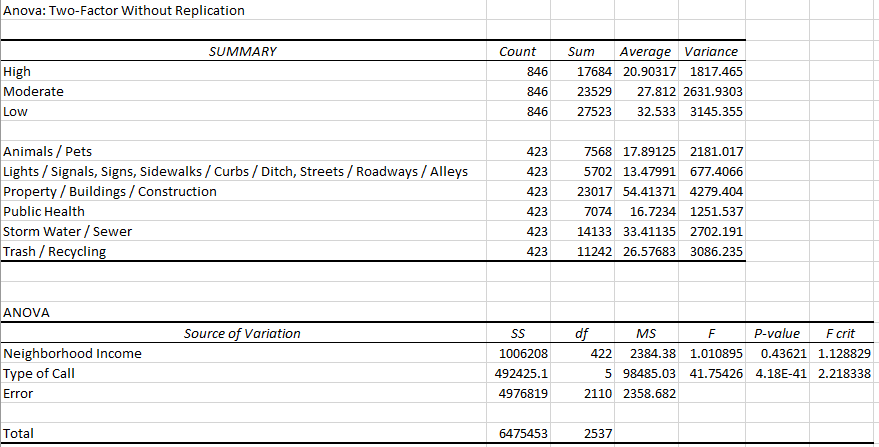 Anova: Two-Factor Without Replication
SUMMARY Count Sum Average Variance
High 846 17684 20.90317 1817.465
Moderate 846 23529 27.812 2631.9303
Low 846 27523 32.533 3145.355
Animals / Pets 423 7568 17.89125 2181.017
Lights / Signals, Signs, Sidewalks / Curbs / Ditch, Streets / Roadways / Alleys 423 5702 13.47991 677.4066
Property / Buildings / Construction 423 23017 54.41371 4279.404
Public Health 423 7074 16.7234 1251.537
Storm Water / Sewer 423 14133 33.41135 2702.191
Trash / Recycling 423 11242 26.57683 3086.235
ANOVA
Source of Variation SS df MS F P-value F crit
Neighborhood Income 1006208 422 2384.38 1.010895 0.43621 1.128829
Type of Call 492425.1 5 98485.03 41.75426 4.18E-41 2.218338
Error 4976819 2110 2358.682
Total 6475453 2537